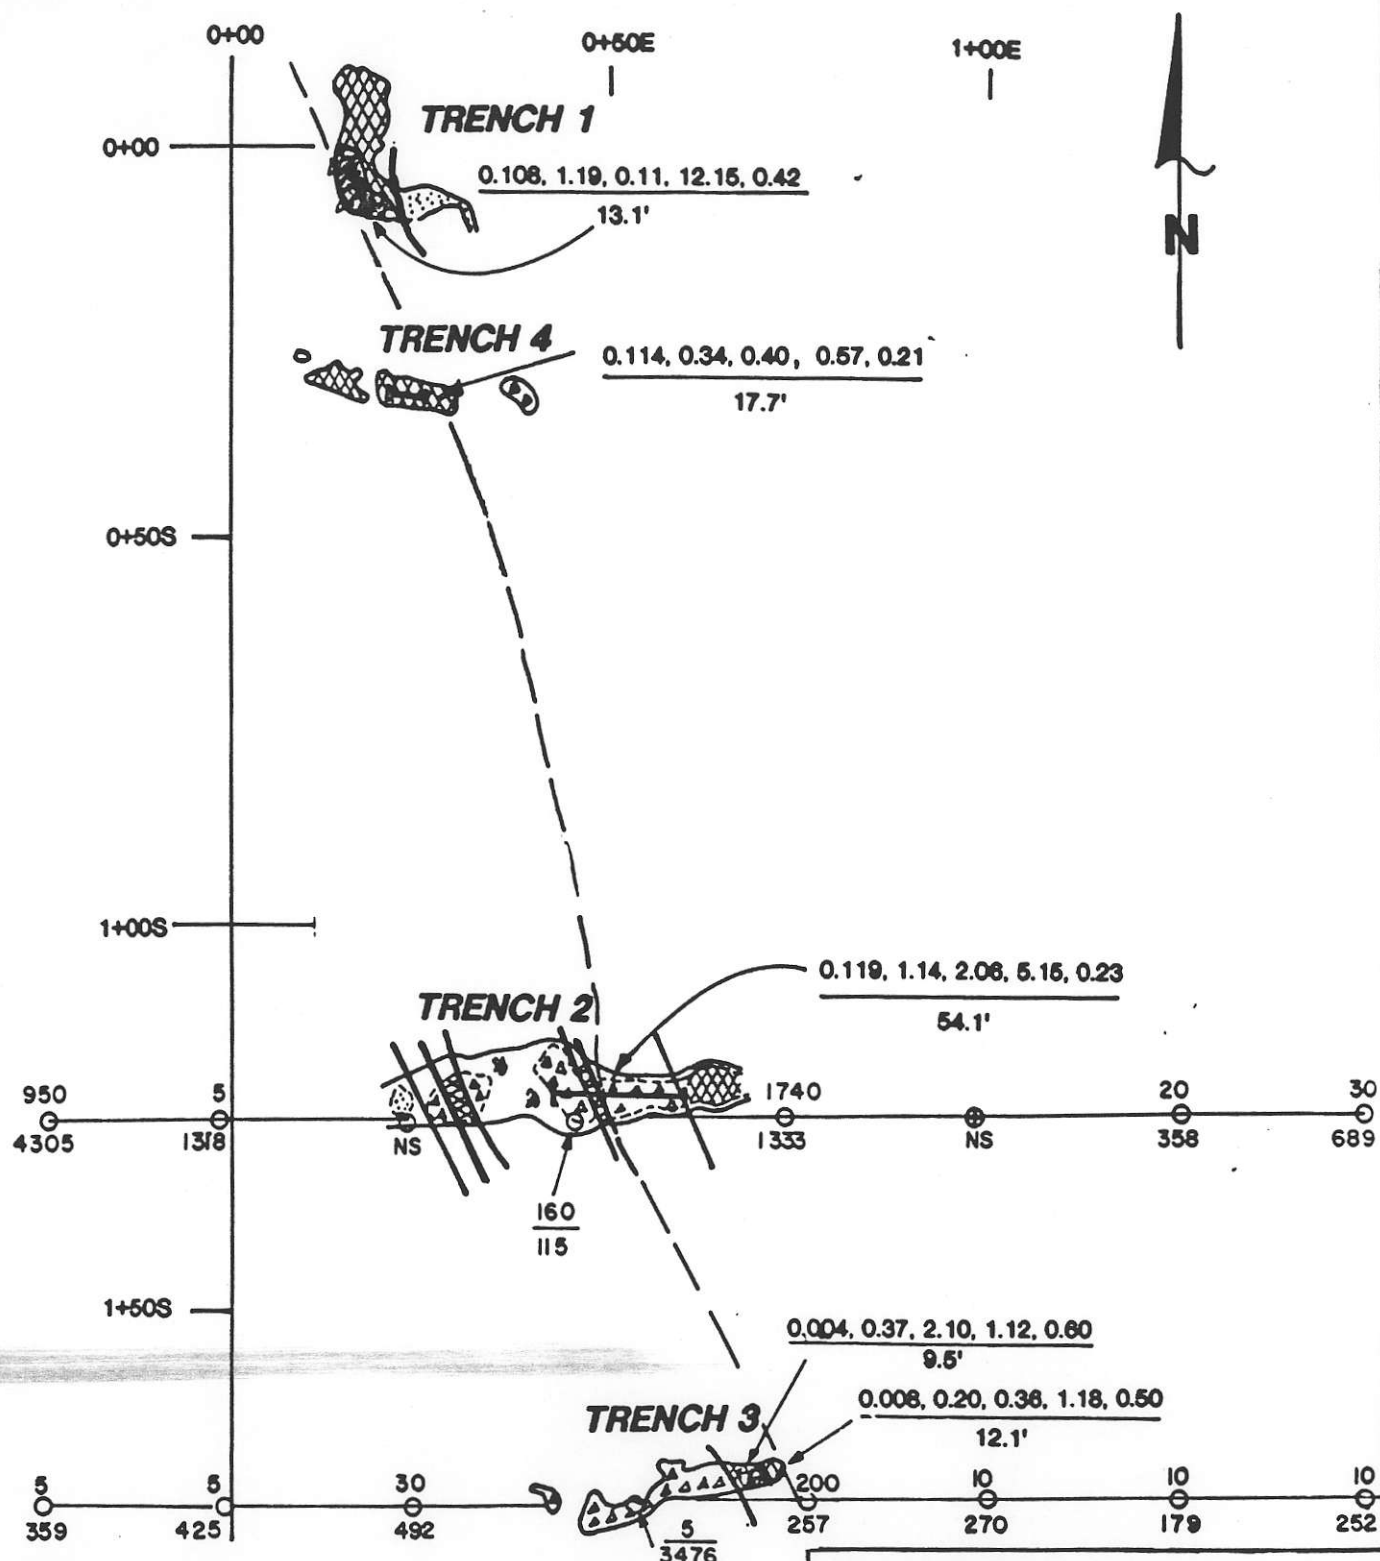 0+00
0+50E
1+00E
TRENCH 1
0+00
0.108, 1.19, 0.11, 12.15, 0.42
13.1'
N
TRENCH 4
0.114, 0.34, 0.40, 0.57, 0.21
17.7'
0+50S
1+00S
0.119, 1.14, 2.06, 5.15, 0.23
54.1'
TRENCH 2
950 5 1740 20 30
4305 1318 NS 1333 NS 358 689
160
115
1+50S
0.004, 0.37, 2.10, 1.12, 0.60
9.5'
0.008, 0.20, 0.36, 1.18, 0.50
12.1'
TRENCH 3
5 5 30 200 10 10 10
359 425 492 257 270 179 252
5
3476